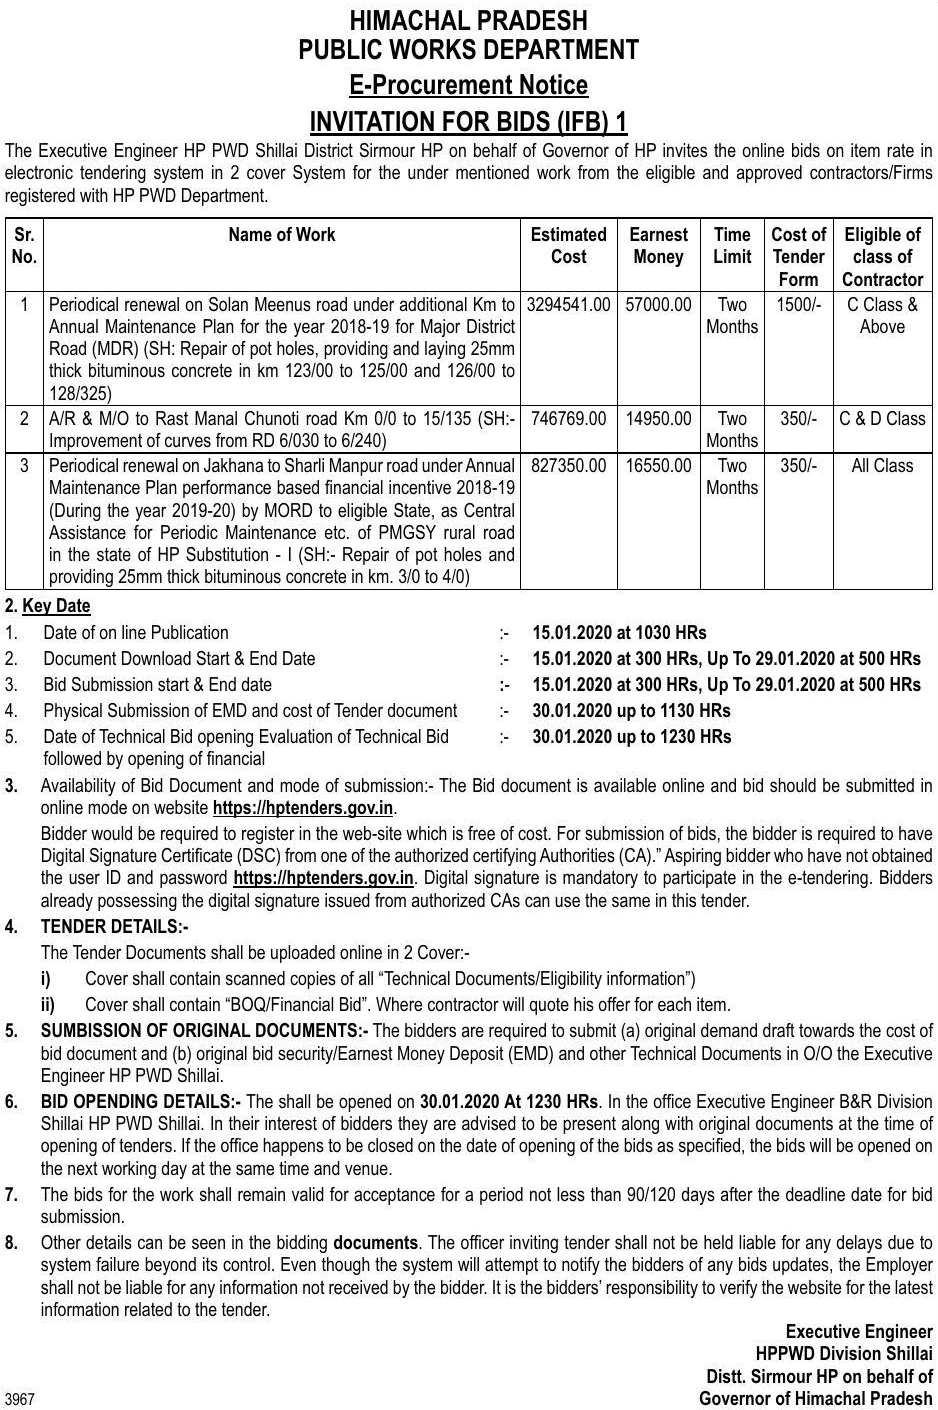 HIMACHAL PRADESH
PUBLIC WORKS DEPARTMENT
E-Procurement Notice
INVITATION FOR BIDS (IFB) 1
The Executive Engineer HP PWD Shillai District Sirmour HP on behalf of Governor of HP invites the online bids on item rate in
electronic tendering system in 2 cover System for the under mentioned work from the eligible and approved contractors/Firms
registered with HP PWD Department.
Sr. No. Name of Work Estimated Cost Earnest Money Time Limit Cost of Tender Form Eligible of class of Contractor
1 Periodical renewal on Solan Meenus road under additional Km to 3294541.00 57000.00 Two 1500/- C Class &
Annual Maintenance Plan for the year 2018-19 for Major District Months Above
Road (MDR) (SH: Repair of pot holes, providing and laying 25mm
thick bituminous concrete in km 123/00 to 125/00 and 126/00 to
128/325)
2 A/R & M/O to Rast Manal Chunoti road Km 0/0 to 15/135 (SH:- 746769.00 14950.00 Two 350/- C & D Class
Improvement of curves from RD 6/030 to 6/240) Months
3 Periodical renewal on Jakhana to Sharli Manpur road under Annual 827350.00 16550.00 Two 350/- All Class
Maintenance Plan performance based financial incentive 2018-19 Months
(During the year 2019-20) by MORD to eligible State, as Central
Assistance for Periodic Maintenance etc. of PMGSY rural road
in the state of HP Substitution - I (SH:- Repair of pot holes and
providing 25mm thick bituminous concrete in km. 3/0 to 4/0)
2. Key Date
1. Date of on line Publication :- 15.01.2020 at 1030 HRs
2. Document Download Start & End Date :- 15.01.2020 at 300 HRs, Up To 29.01.2020 at 500 HRs
3. Bid Submission start & End date :- 15.01.2020 at 300 HRs, Up To 29.01.2020 at 500 HRs
4. Physical Submission of EMD and cost of Tender document :- 30.01.2020 up to 1130 HRs
5. Date of Technical Bid opening Evaluation of Technical Bid :- 30.01.2020 up to 1230 HRs
followed by opening of financial
3. Availability of Bid Document and mode of submission:- The Bid document is available online and bid should be submitted in
online mode on website https://hptenders.gov.in.
Bidder would be required to register in the web-site which is free of cost. For submission of bids, the bidder is required to have
Digital Signature Certificate (DSC) from one of the authorized certifying Authorities (CA).” Aspiring bidder who have not obtained
the user ID and password https://hptenders.gov.in. Digital signature is mandatory to participate in the e-tendering. Bidders
already possessing the digital signature issued from authorized CAs can use the same in this tender.
4. TENDER DETAILS:-
The Tender Documents shall be uploaded online in 2 Cover:-
i) Cover shall contain scanned copies of all “Technical Documents/Eligibility information”)
ii) Cover shall contain “BOQ/Financial Bid”. Where contractor will quote his offer for each item.
5. SUMBISSION OF ORIGINAL DOCUMENTS:- The bidders are required to submit (a) original demand draft towards the cost of
bid document and (b) original bid security/Earnest Money Deposit (EMD) and other Technical Documents in O/O the Executive
Engineer HP PWD Shillai.
6. BID OPENDING DETAILS:- The shall be opened on 30.01.2020 At 1230 HRs. In the office Executive Engineer B&R Division
Shillai HP PWD Shillai. In their interest of bidders they are advised to be present along with original documents at the time of
opening of tenders. If the office happens to be closed on the date of opening of the bids as specified, the bids will be opened on
the next working day at the same time and venue.
7. The bids for the work shall remain valid for acceptance for a period not less than 90/120 days after the deadline date for bid
submission.
8. Other details can be seen in the bidding documents. The officer inviting tender shall not be held liable for any delays due to
system failure beyond its control. Even though the system will attempt to notify the bidders of any bids updates, the Employer
shall not be liable for any information not received by the bidder. It is the bidders’ responsibility to verify the website for the latest
information related to the tender.
Executive Engineer
HPPWD Division Shillai
Distt. Sirmour HP on behalf of
3967 Governor of Himachal Pradesh